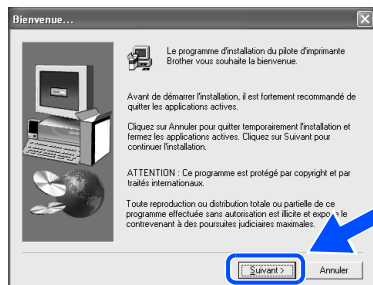 Bienvenue...
Le programme d'installation du pilote d'imprimante
Brother vous souhaite la bienvenue.
Avant de démarrer l'installation, il est fortement recommandé de
quitter les applications actives.
Cliquez sur Annuler pour quitter temporairement l'installation et
fermez les applications actives. Cliquez sur Suivant pour
continuer l'installation.
ATTENTION : Ce programme est protégé par copyright et par
traités internationaux.
Toute reproduction ou distribution totale ou partielle de ce
programme effectuée sans autorisation est illicite et expose le
contrevenant à des poursuites judiciaires maximales.
Suivant >
Annuler